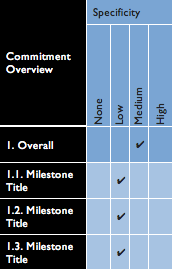 Specificity
Commitment
Overview
None
Low
Medium
High
1. Overall
✔
1.1. Milestone
Title
✔
1.2. Milestone
Title
✔
1.3. Milestone
Title
✔